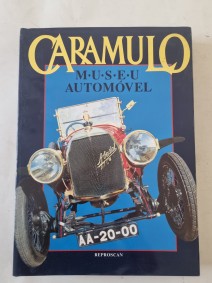 CARAMULO
M·U·S·E·U
AUTOMÓVEL
AA-20-00
REPROSCAN